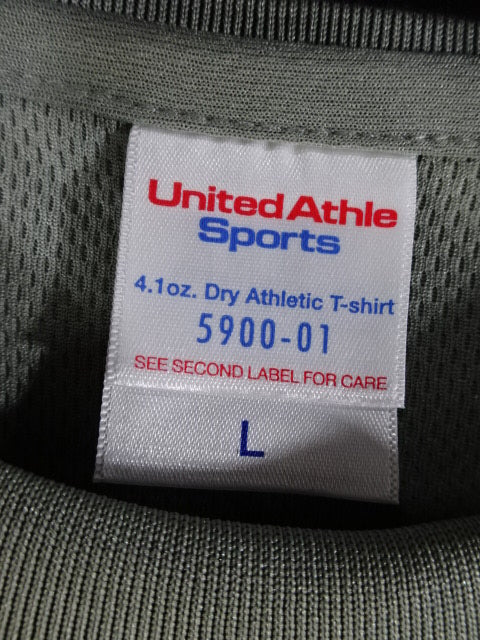 United Athle
Sports
4.1oz. Dry Athletic T-shirt
5900-01
SEE SECOND LABEL FOR CARE
L